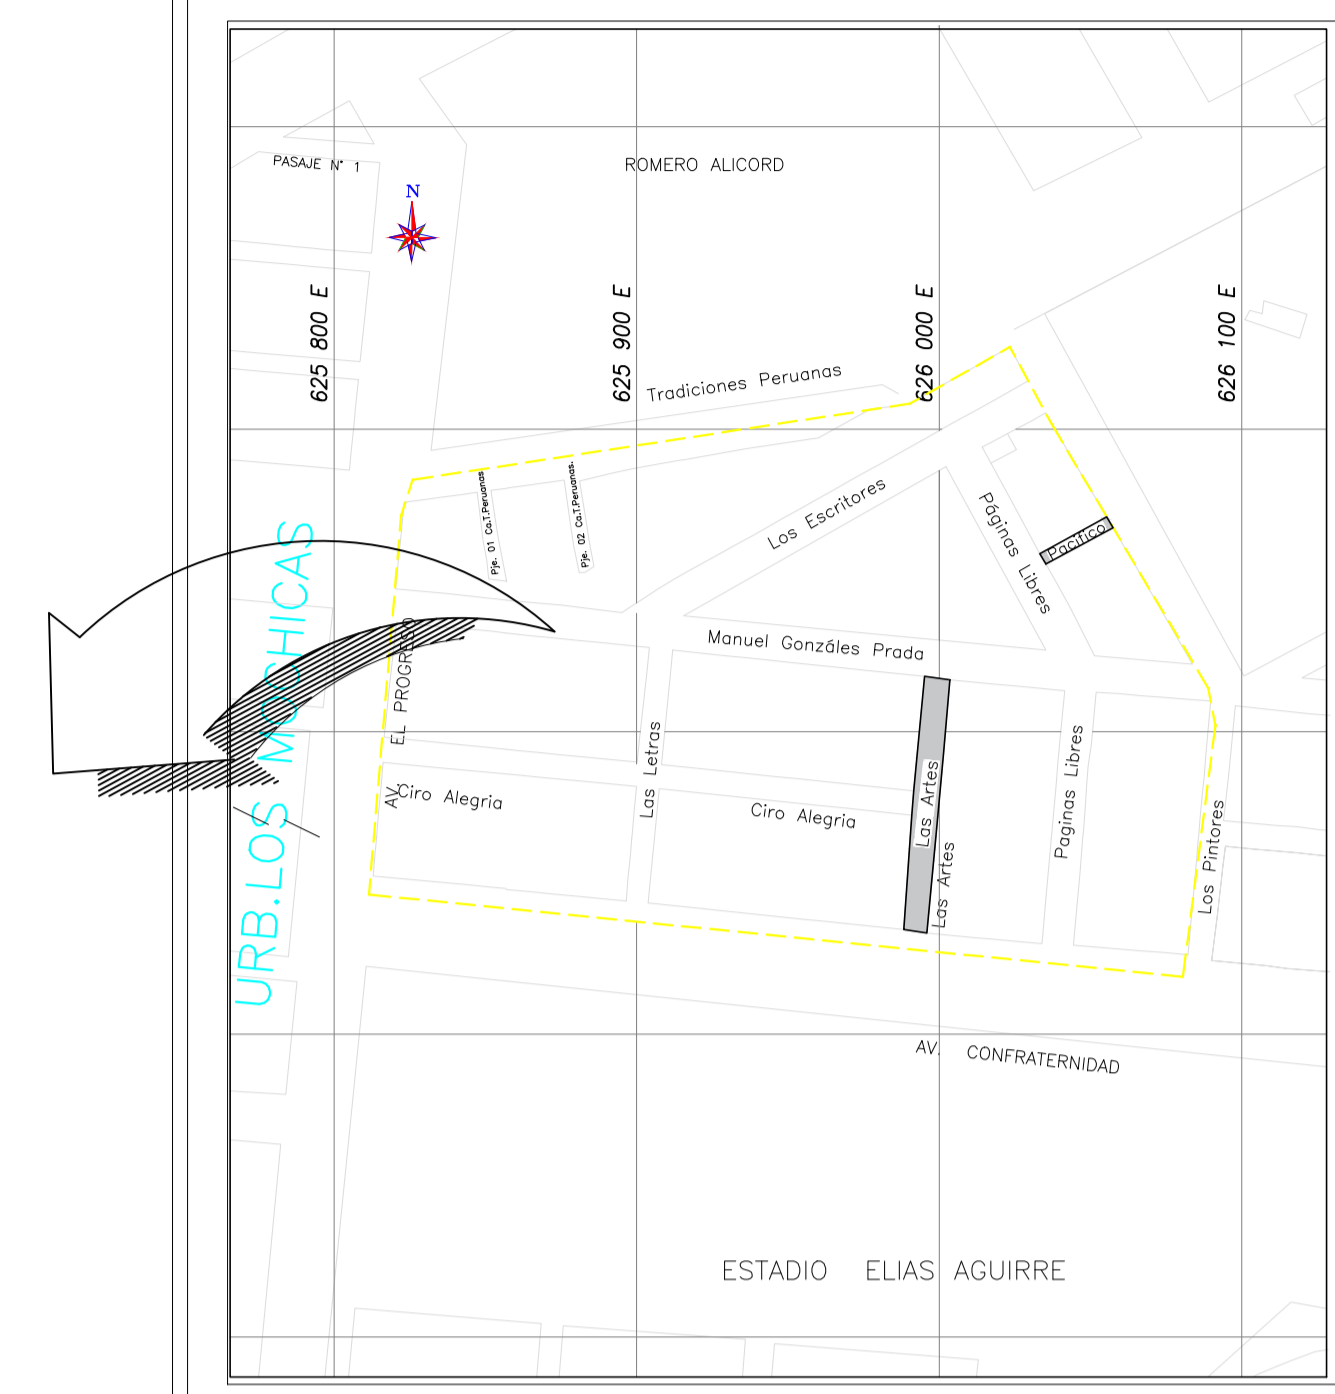 PASAJE N° 1
ROMERO ALICORD
N
625 800 E
625 900 E
626 000 E
626 100 E
Tradiciones Peruanas
Pje. 01 Ca.T.Peruanas
Pje. 02 Ca.T.Peruanas.
Los Escritores
Páginas Libres
Pacífico
Manuel Gonzáles Prada
URB.LOS MOCHICAS
AV. EL PROGRESO
Ciro Alegria
Las Letras
Ciro Alegria
Las Artes
Las Artes
Paginas Libres
Los Pintores
AV. CONFRATERNIDAD
ESTADIO ELIAS AGUIRRE